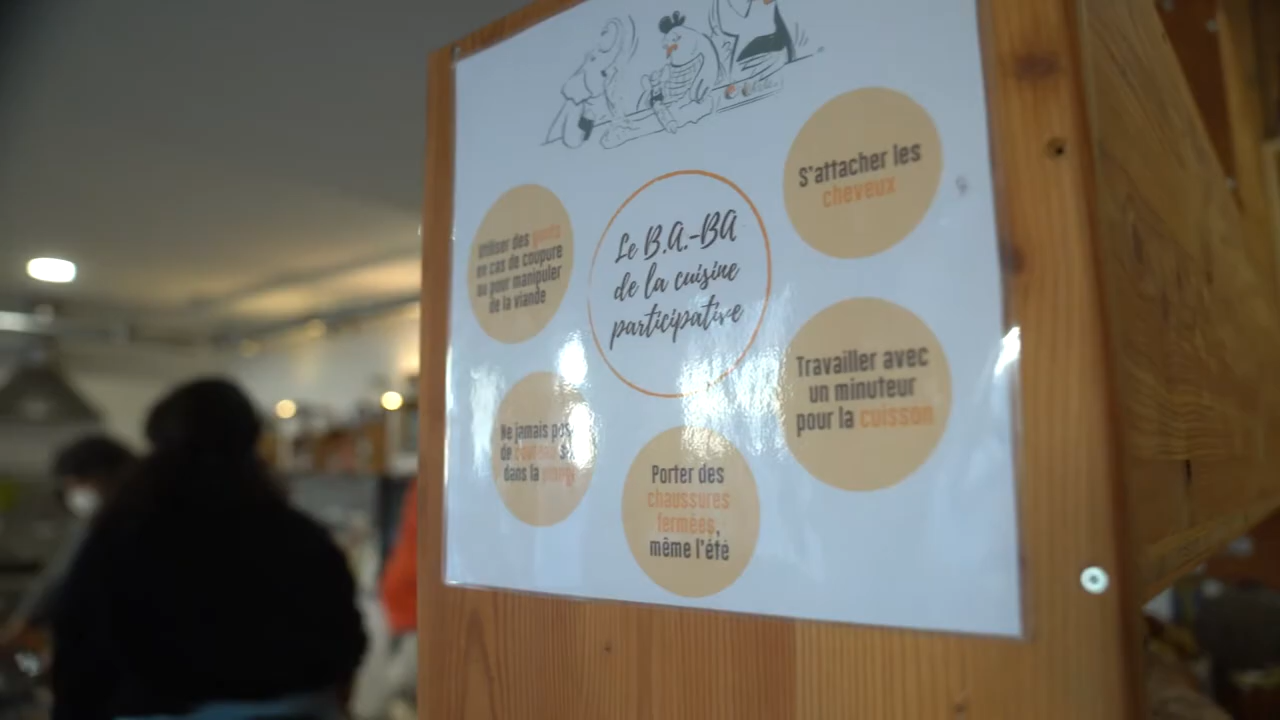 Le B.A.-BA
de la cuisine
participative
S'attacher les
cheveux
Utiliser des gants
en cas de coupure
ou pour manipuler
de la viande
Travailler avec
un minuteur
pour la cuisson
Ne jamais
de couteau
dans la
Porter des
chaussures
fermées,
même l'été